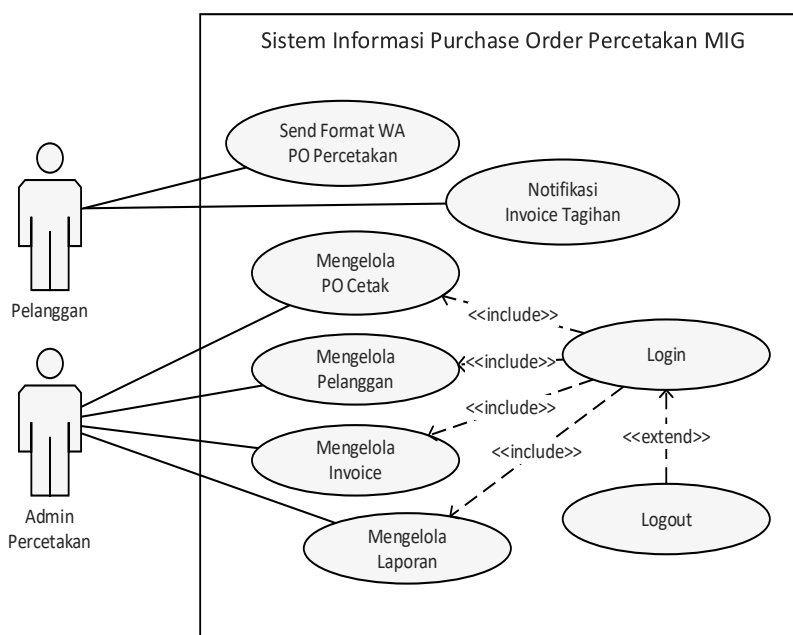 Sistem Informasi Purchase Order Percetakan MIG
Send Format WA
PO Percetakan
Notifikasi
Invoice Tagihan
Pelanggan
Mengelola
PO Cetak
<<include>>
Mengelola
Pelanggan
<<include>>
Login
<<include>>
Mengelola
Invoice
<<include>>
<<extend>>
Admin
Percetakan
Mengelola
Laporan
Logout